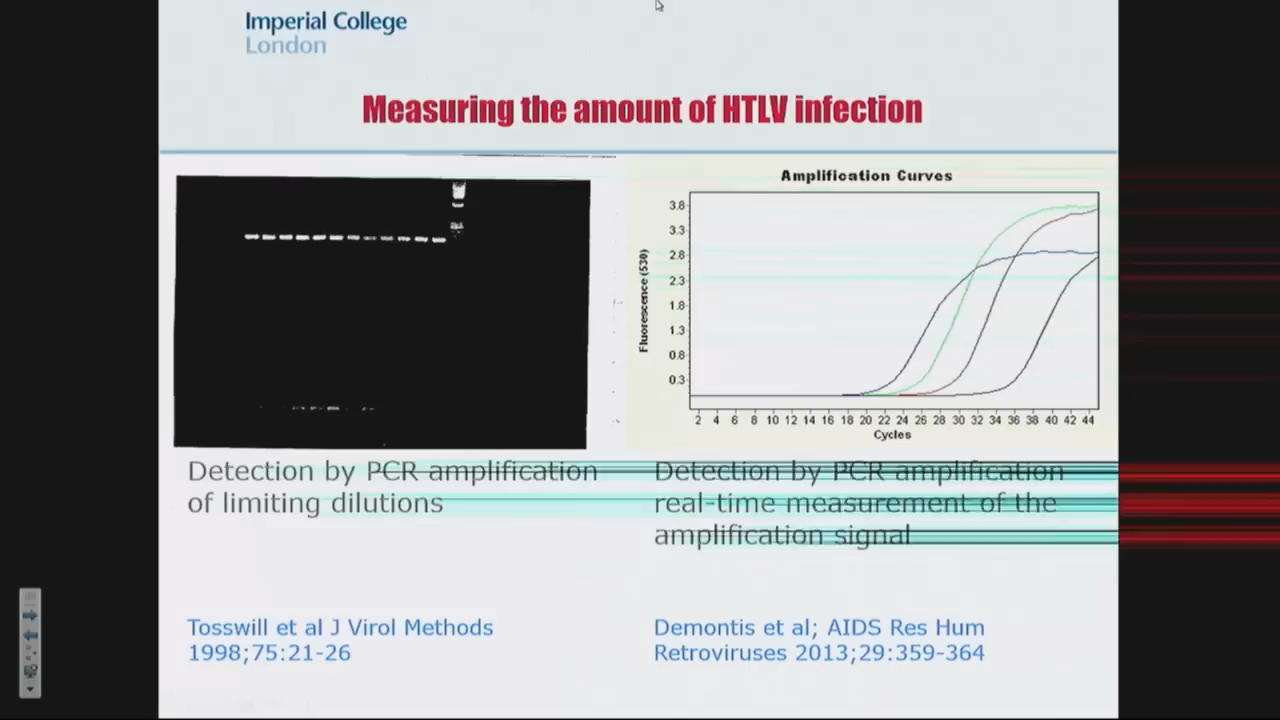 Imperial College
London
Measuring the amount of HTLV infection
Amplification Curves
Fluorescence (530)
3.8
3.3
2.8
2.3
1.8
1.3
0.8
0.3
2 4 6 8 10 12 14 16 18 20 22 24 26 28 30 32 34 36 38 40 42 44
Cycles
Detection by PCR amplification
of limiting dilutions
Detection by PCR amplification
real-time measurement of the
amplification signal
Tosswill et al J Virol Methods
1998;75:21-26
Demontis et al; AIDS Res Hum
Retroviruses 2013;29:359-364